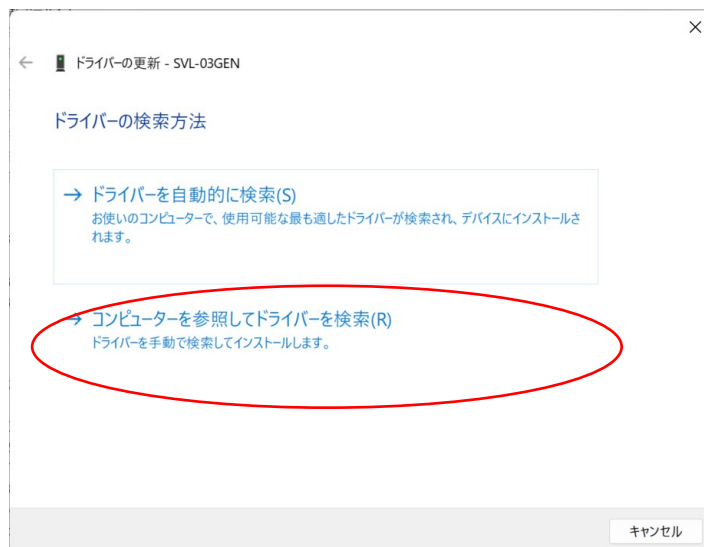 ドライバーの更新 - SVL-03GEN
ドライバーの検索方法
→ ドライバーを自動的に検索(S)
お使いのコンピューターで、使用可能な最も適したドライバーが検索され、デバイスにインストールさ
れます。
→ コンピューターを参照してドライバーを検索(R)
ドライバーを手動で検索してインストールします。
キャンセル